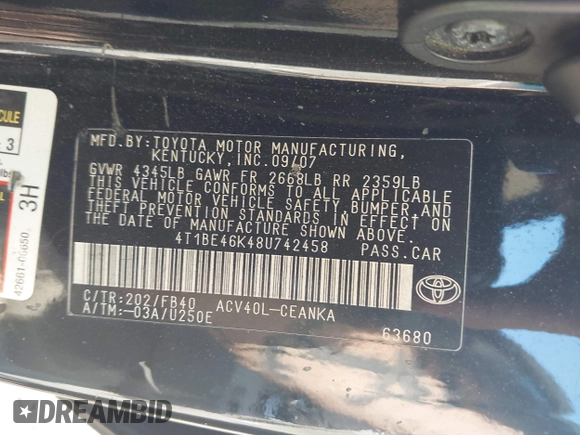 MFD. BY: TOYOTA MOTOR MANUFACTURING,
KENTUCKY, INC. 09/07
GVWR 4345LB GAWR FR 2668LB RR 2359LB
THIS VEHICLE CONFORMS TO ALL APPLICABLE
FEDERAL MOTOR VEHICLE SAFETY, BUMPER, AND
THEFT PREVENTION STANDARDS IN EFFECT ON
THE DATE OF MANUFACTURE SHOWN ABOVE.
4T1BE46K48U742458 PASS.CAR
C/TR:202/FB40 ACV40L-CEANKA
A/TM:-03A/U250E
63680
3
3H
DREAMBID